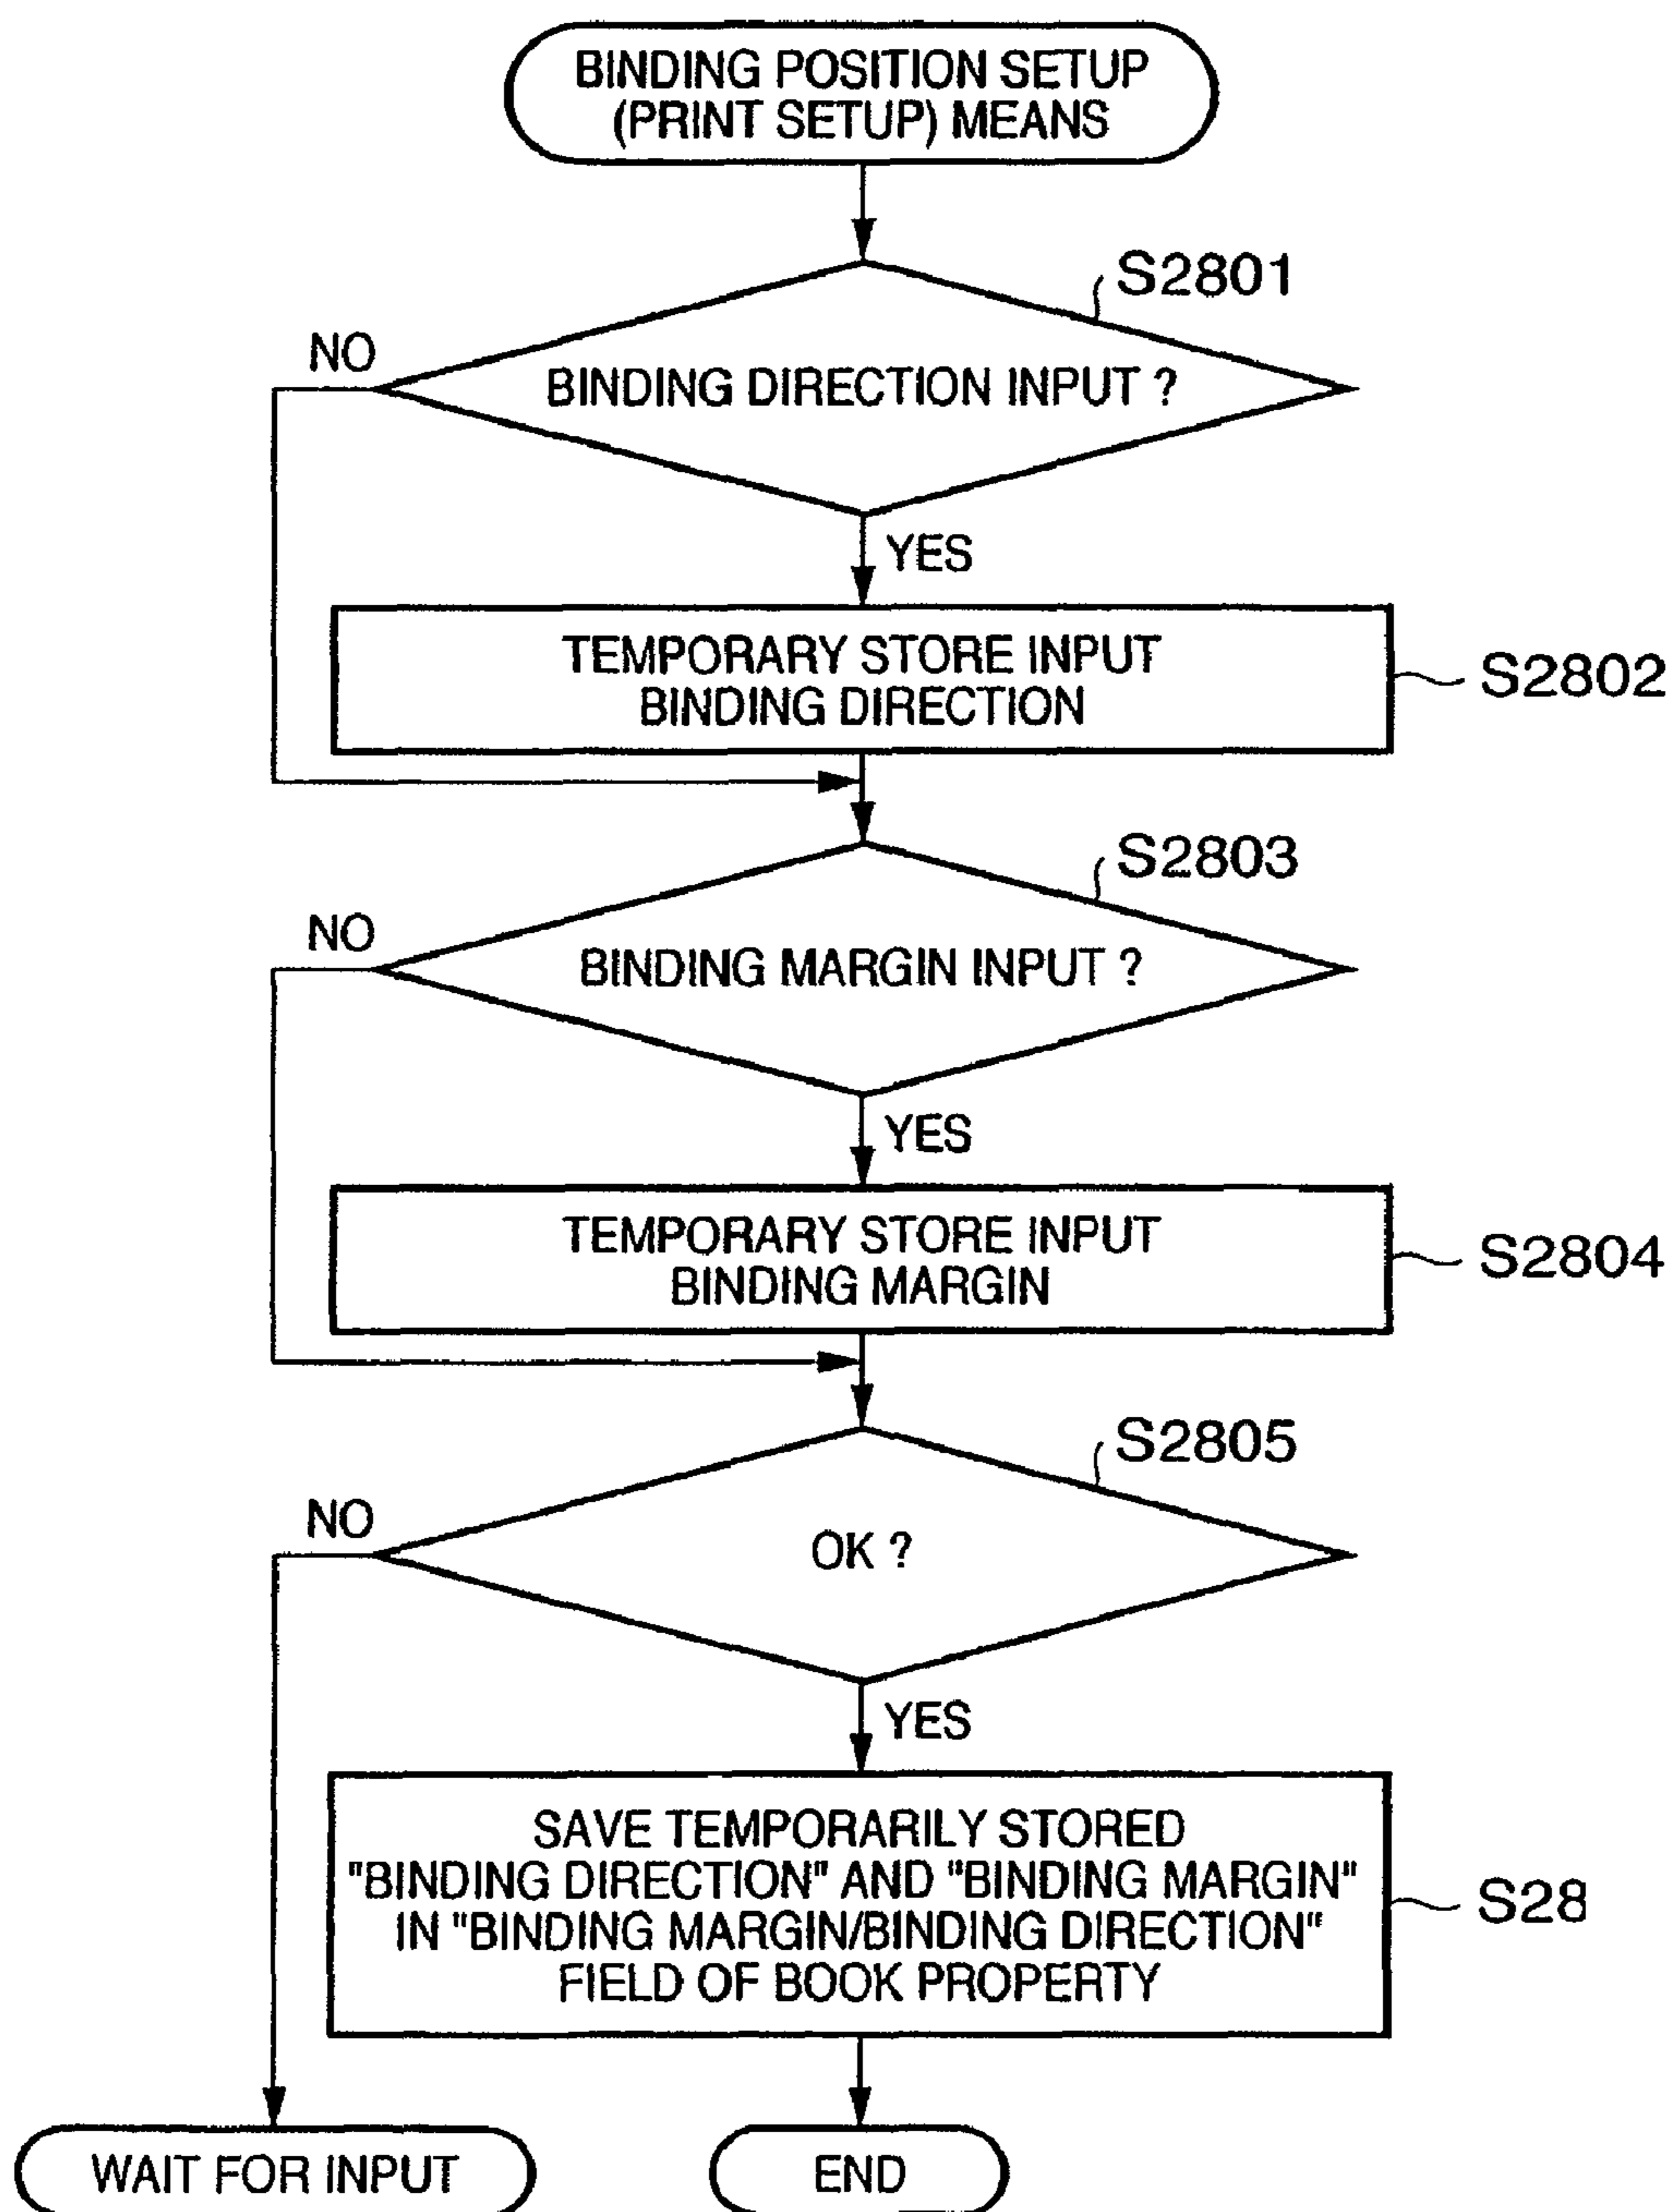 BINDING POSITION SETUP
(PRINT SETUP) MEANS
S2801
NO
BINDING DIRECTION INPUT ?
YES
TEMPORARY STORE INPUT
BINDING DIRECTION
S2802
S2803
NO
BINDING MARGIN INPUT ?
YES
TEMPORARY STORE INPUT
BINDING MARGIN
S2804
S2805
NO
OK ?
YES
SAVE TEMPORARILY STORED
"BINDING DIRECTION" AND "BINDING MARGIN"
IN "BINDING MARGIN/BINDING DIRECTION"
FIELD OF BOOK PROPERTY
S28
WAIT FOR INPUT
END